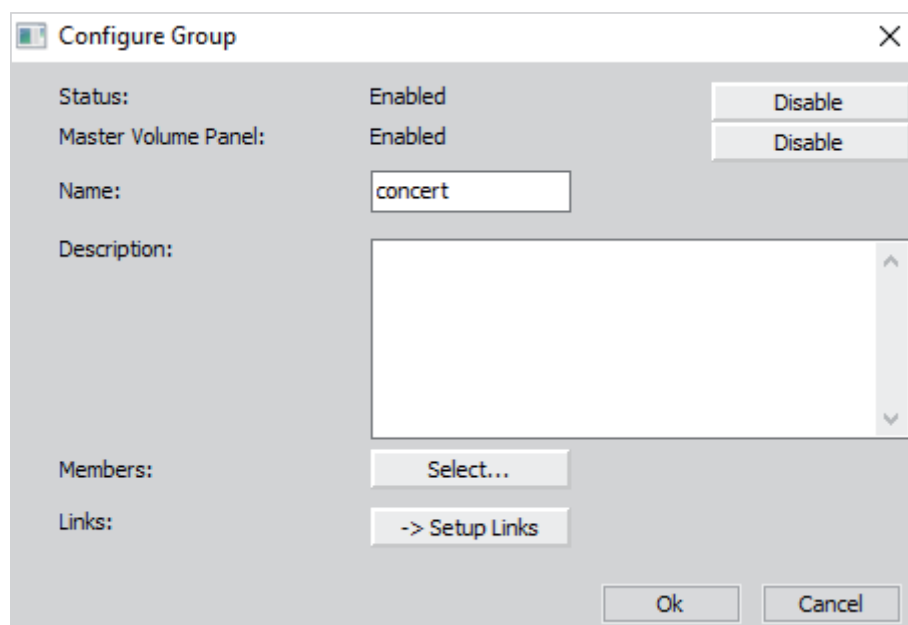 Configure Group
Status: Enabled Disable
Master Volume Panel: Enabled Disable
Name: concert
Description:
Members: Select...
Links: -> Setup Links
Ok Cancel